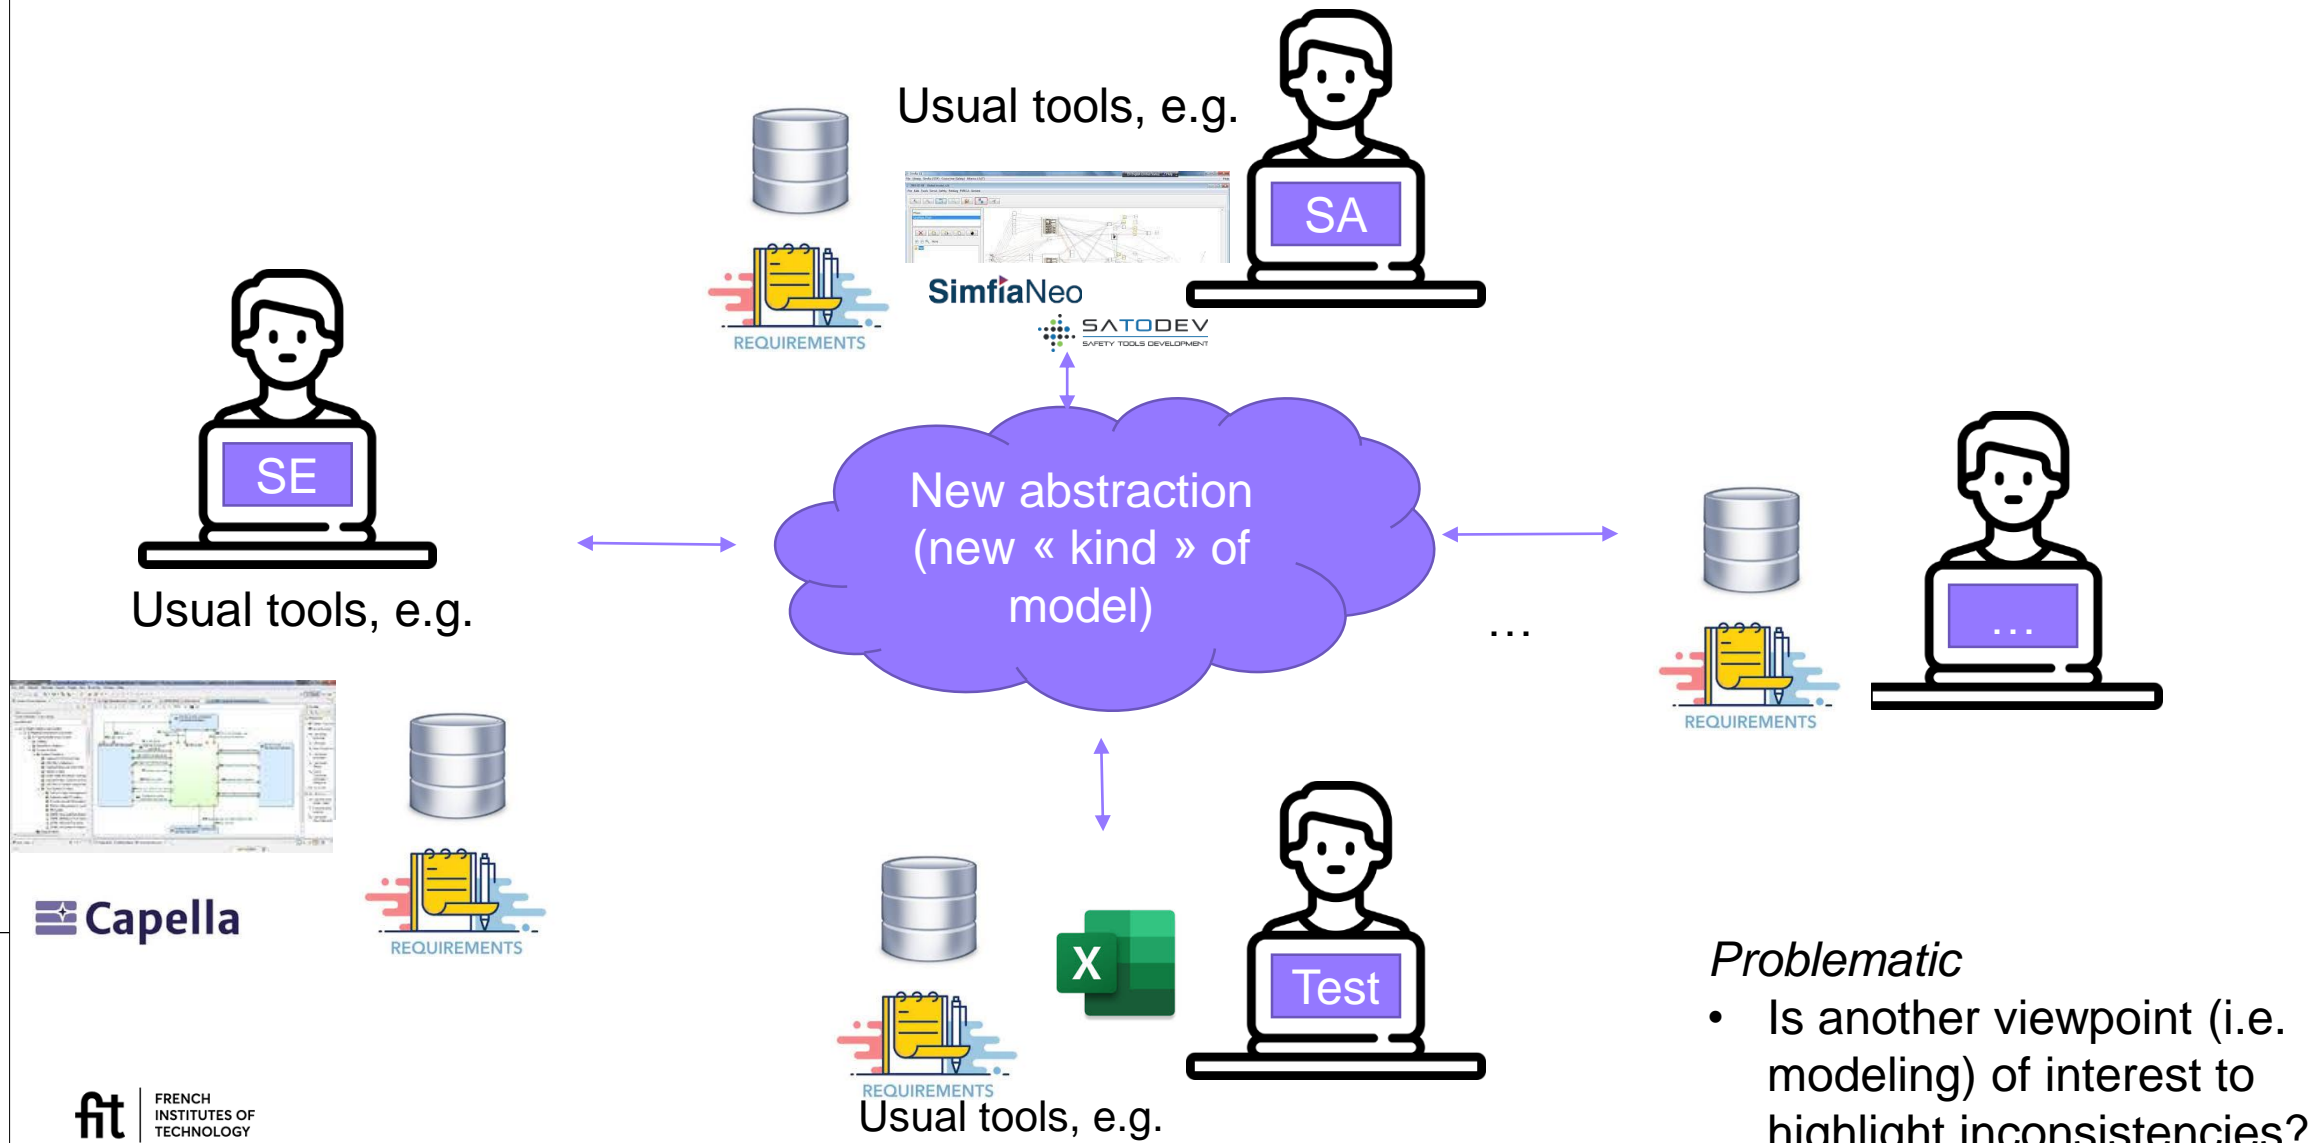 Usual tools, e.g.
SA
SimfiaNeo
SATODEV
SAFETY TOOLS DEVELOPMENT
REQUIREMENTS
SE
Usual tools, e.g.
New abstraction
(new « kind » of
model)
…
…
REQUIREMENTS
Capella
REQUIREMENTS
X
Test
REQUIREMENTS
Usual tools, e.g.
Problematic
• Is another viewpoint (i.e.
modeling) of interest to
highlight inconsistencies?
fit
FRENCH
INSTITUTES OF
TECHNOLOGY